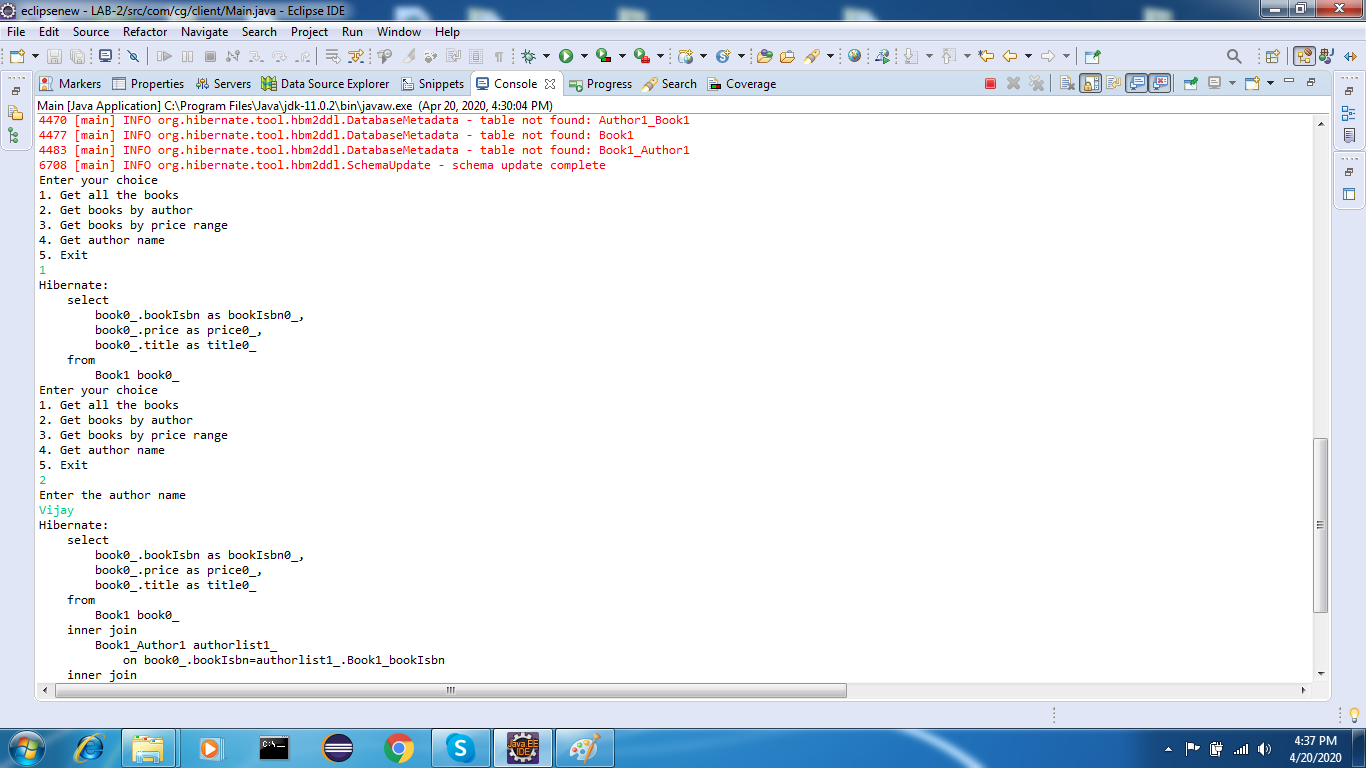 eclipsenew - LAB-2/src/com/cg/client/Main.java - Eclipse IDE
File Edit Source Refactor Navigate Search Project Run Window Help
Markers Properties Servers Data Source Explorer Snippets Console Progress Search Coverage
Main [Java Application] C:\Program Files\Java\jdk-11.0.2\bin\javaw.exe (Apr 20, 2020, 4:30:04 PM)
4470 [main] INFO org.hibernate.tool.hbm2ddl.DatabaseMetadata - table not found: Author1_Book1
4477 [main] INFO org.hibernate.tool.hbm2ddl.DatabaseMetadata - table not found: Book1
4483 [main] INFO org.hibernate.tool.hbm2ddl.DatabaseMetadata - table not found: Book1_Author1
6708 [main] INFO org.hibernate.tool.hbm2ddl.SchemaUpdate - schema update complete
Enter your choice
1. Get all the books
2. Get books by author
3. Get books by price range
4. Get author name
5. Exit
1
Hibernate:
    select
        book0_.bookIsbn as bookIsbn0_,
        book0_.price as price0_,
        book0_.title as title0_
    from
        Book1 book0_
Enter your choice
1. Get all the books
2. Get books by author
3. Get books by price range
4. Get author name
5. Exit
2
Enter the author name
Vijay
Hibernate:
    select
        book0_.bookIsbn as bookIsbn0_,
        book0_.price as price0_,
        book0_.title as title0_
    from
        Book1 book0_
    inner join
        Book1_Author1 authorlist1_
            on book0_.bookIsbn=authorlist1_.Book1_bookIsbn
    inner join
C:\_
Java EE
IDE
4:37 PM
4/20/2020